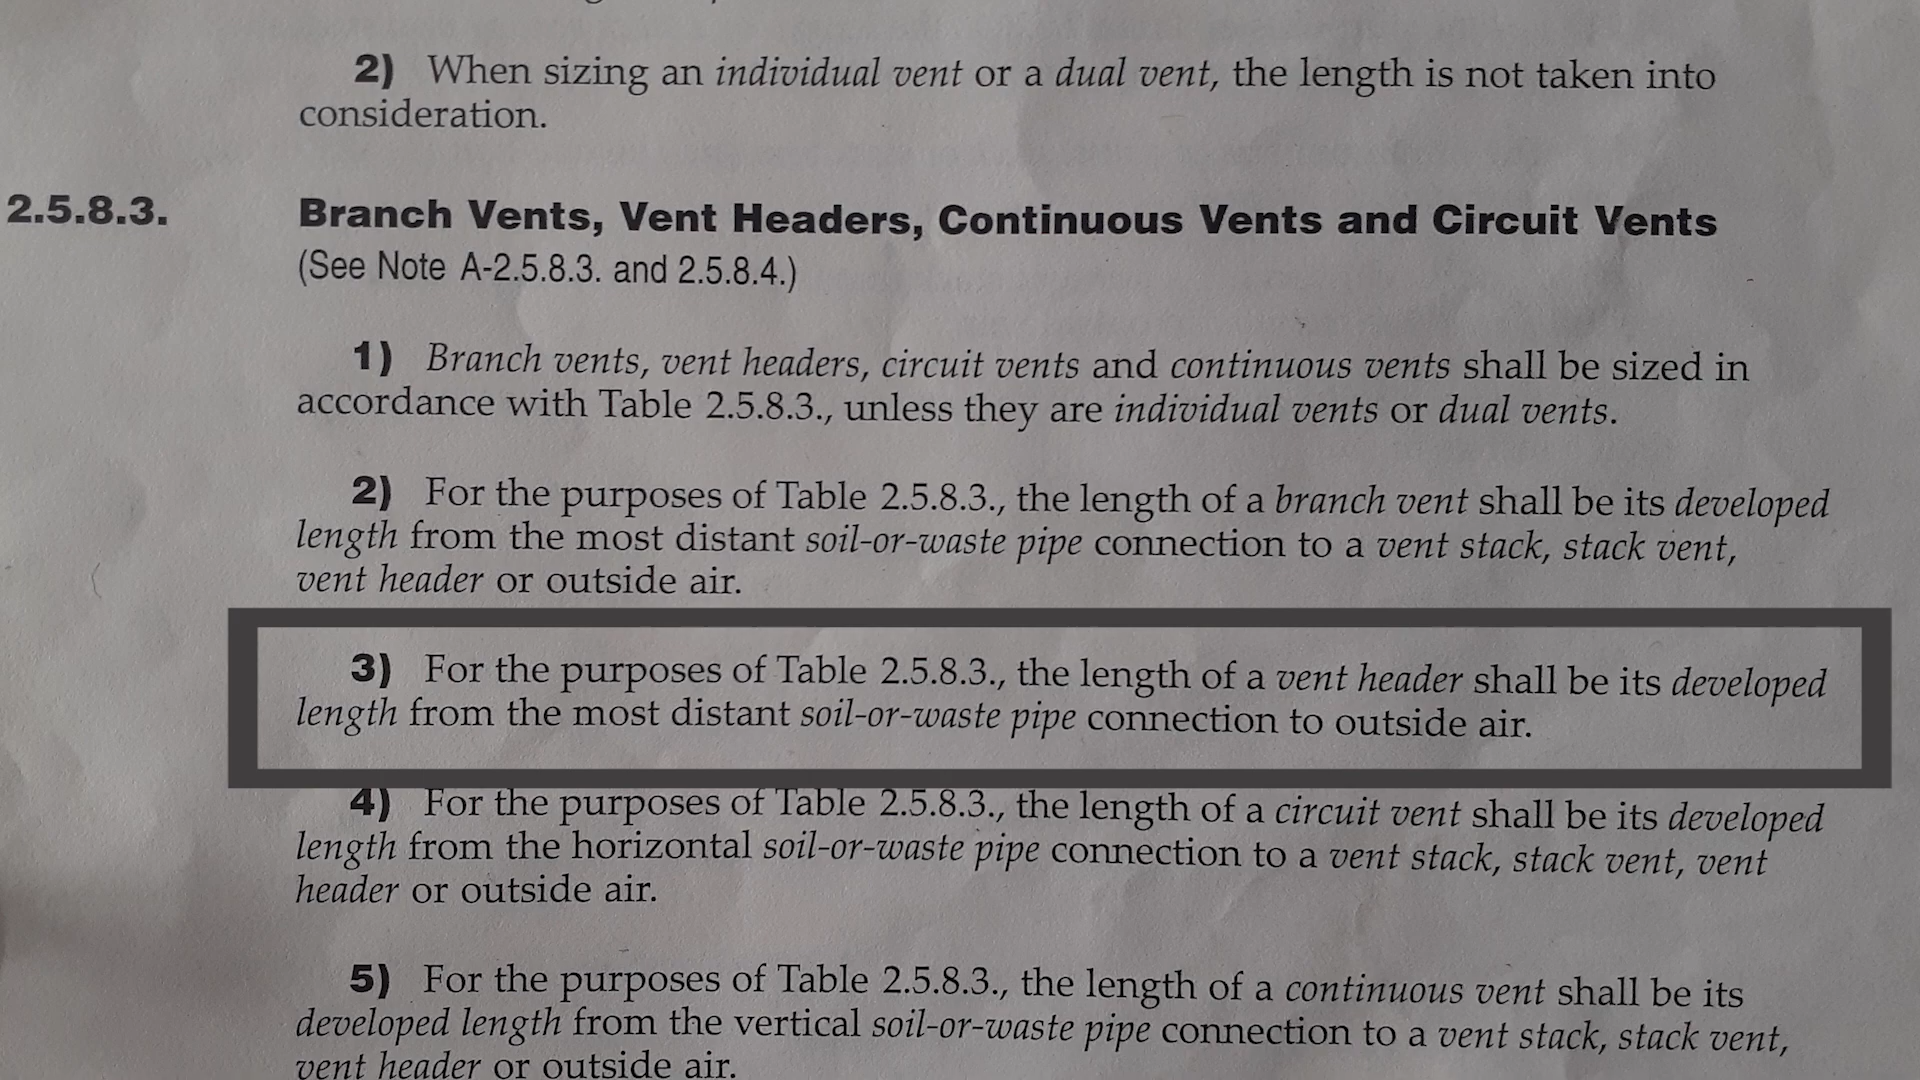 2) When sizing an individual vent or a dual vent, the length is not taken into
consideration.
2.5.8.3. Branch Vents, Vent Headers, Continuous Vents and Circuit Vents
(See Note A-2.5.8.3. and 2.5.8.4.)
1) Branch vents, vent headers, circuit vents and continuous vents shall be sized in
accordance with Table 2.5.8.3., unless they are individual vents or dual vents.
2) For the purposes of Table 2.5.8.3., the length of a branch vent shall be its developed
length from the most distant soil-or-waste pipe connection to a vent stack, stack vent,
vent header or outside air.
3) For the purposes of Table 2.5.8.3., the length of a vent header shall be its developed
length from the most distant soil-or-waste pipe connection to outside air.
4) For the purposes of Table 2.5.8.3., the length of a circuit vent shall be its developed
length from the horizontal soil-or-waste pipe connection to a vent stack, stack vent, vent
header or outside air.
5) For the purposes of Table 2.5.8.3., the length of a continuous vent shall be its
developed length from the vertical soil-or-waste pipe connection to a vent stack, stack vent,
vent header or outside air.